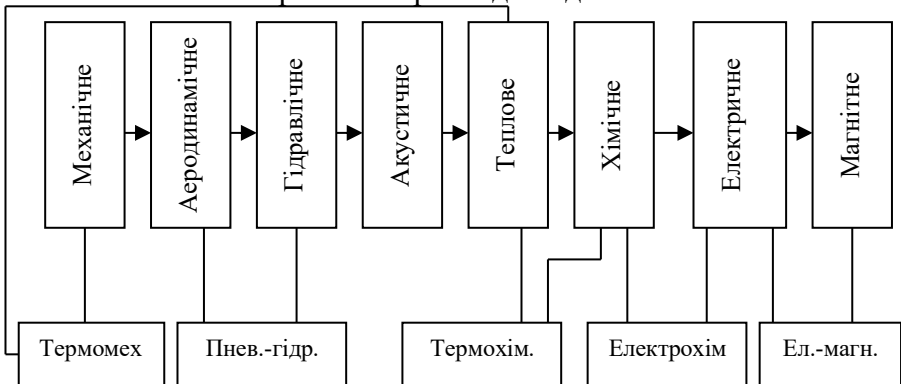 Механічне
Аеродинамічне
Гідравлічне
Акустичне
Теплове
Хімічне
Електричне
Магнітне
Термомех
Пнев.-гідр.
Термохім.
Електрохім
Ел.-магн.